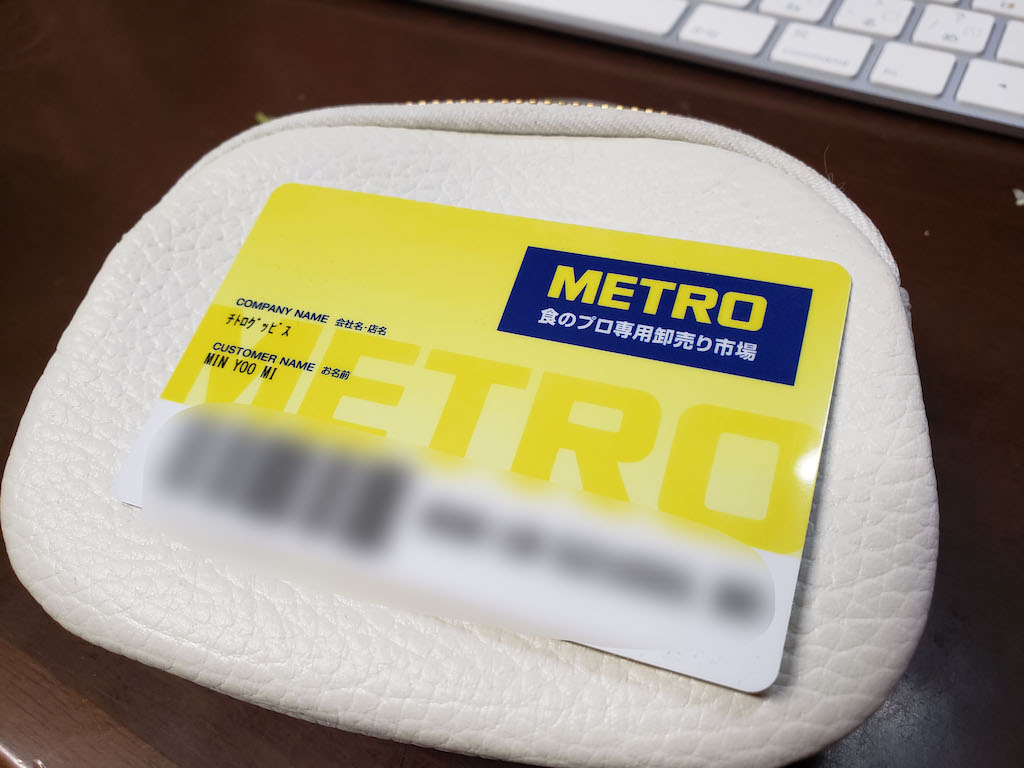 METRO
食のプロ専用卸売り市場
COMPANY NAME 会社名・店名
ﾁﾄﾛｸﾞｯﾋﾟｽ
CUSTOMER NAME お名前
MIN YOO MI
METRO
command